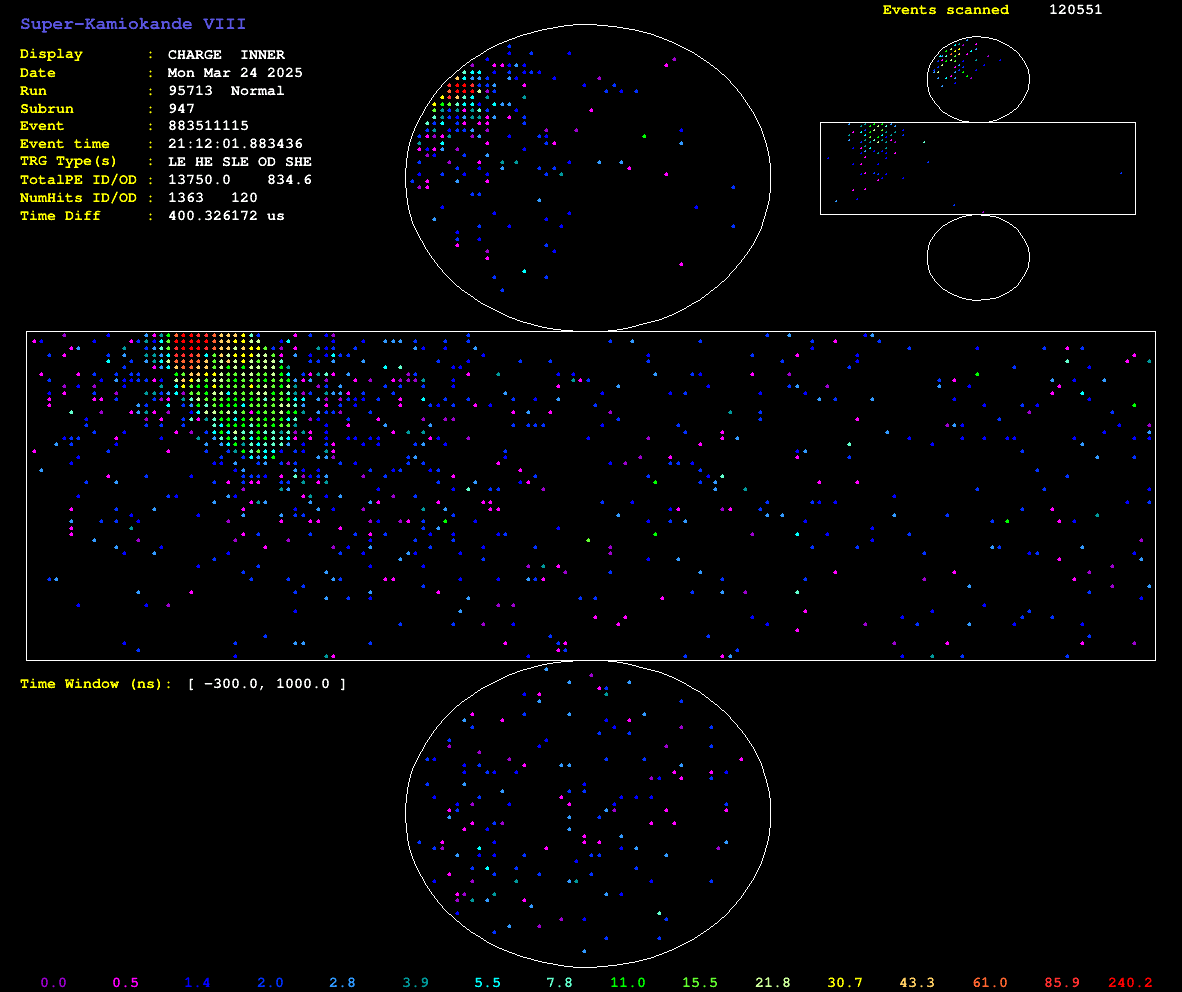 Super-Kamiokande VIII
Events scanned 120551
Display : CHARGE INNER
Date : Mon Mar 24 2025
Run : 95713 Normal
Subrun : 947
Event : 883511115
Event time : 21:12:01.883436
TRG Type(s) : LE HE SLE OD SHE
TotalPE ID/OD : 13750.0 834.6
NumHits ID/OD : 1363 120
Time Diff : 400.326172 us
Time Window (ns): [ −300.0, 1000.0 ]
0.0 0.5 1.4 2.0 2.8 3.9 5.5 7.8 11.0 15.5 21.8 30.7 43.3 61.0 85.9 240.2